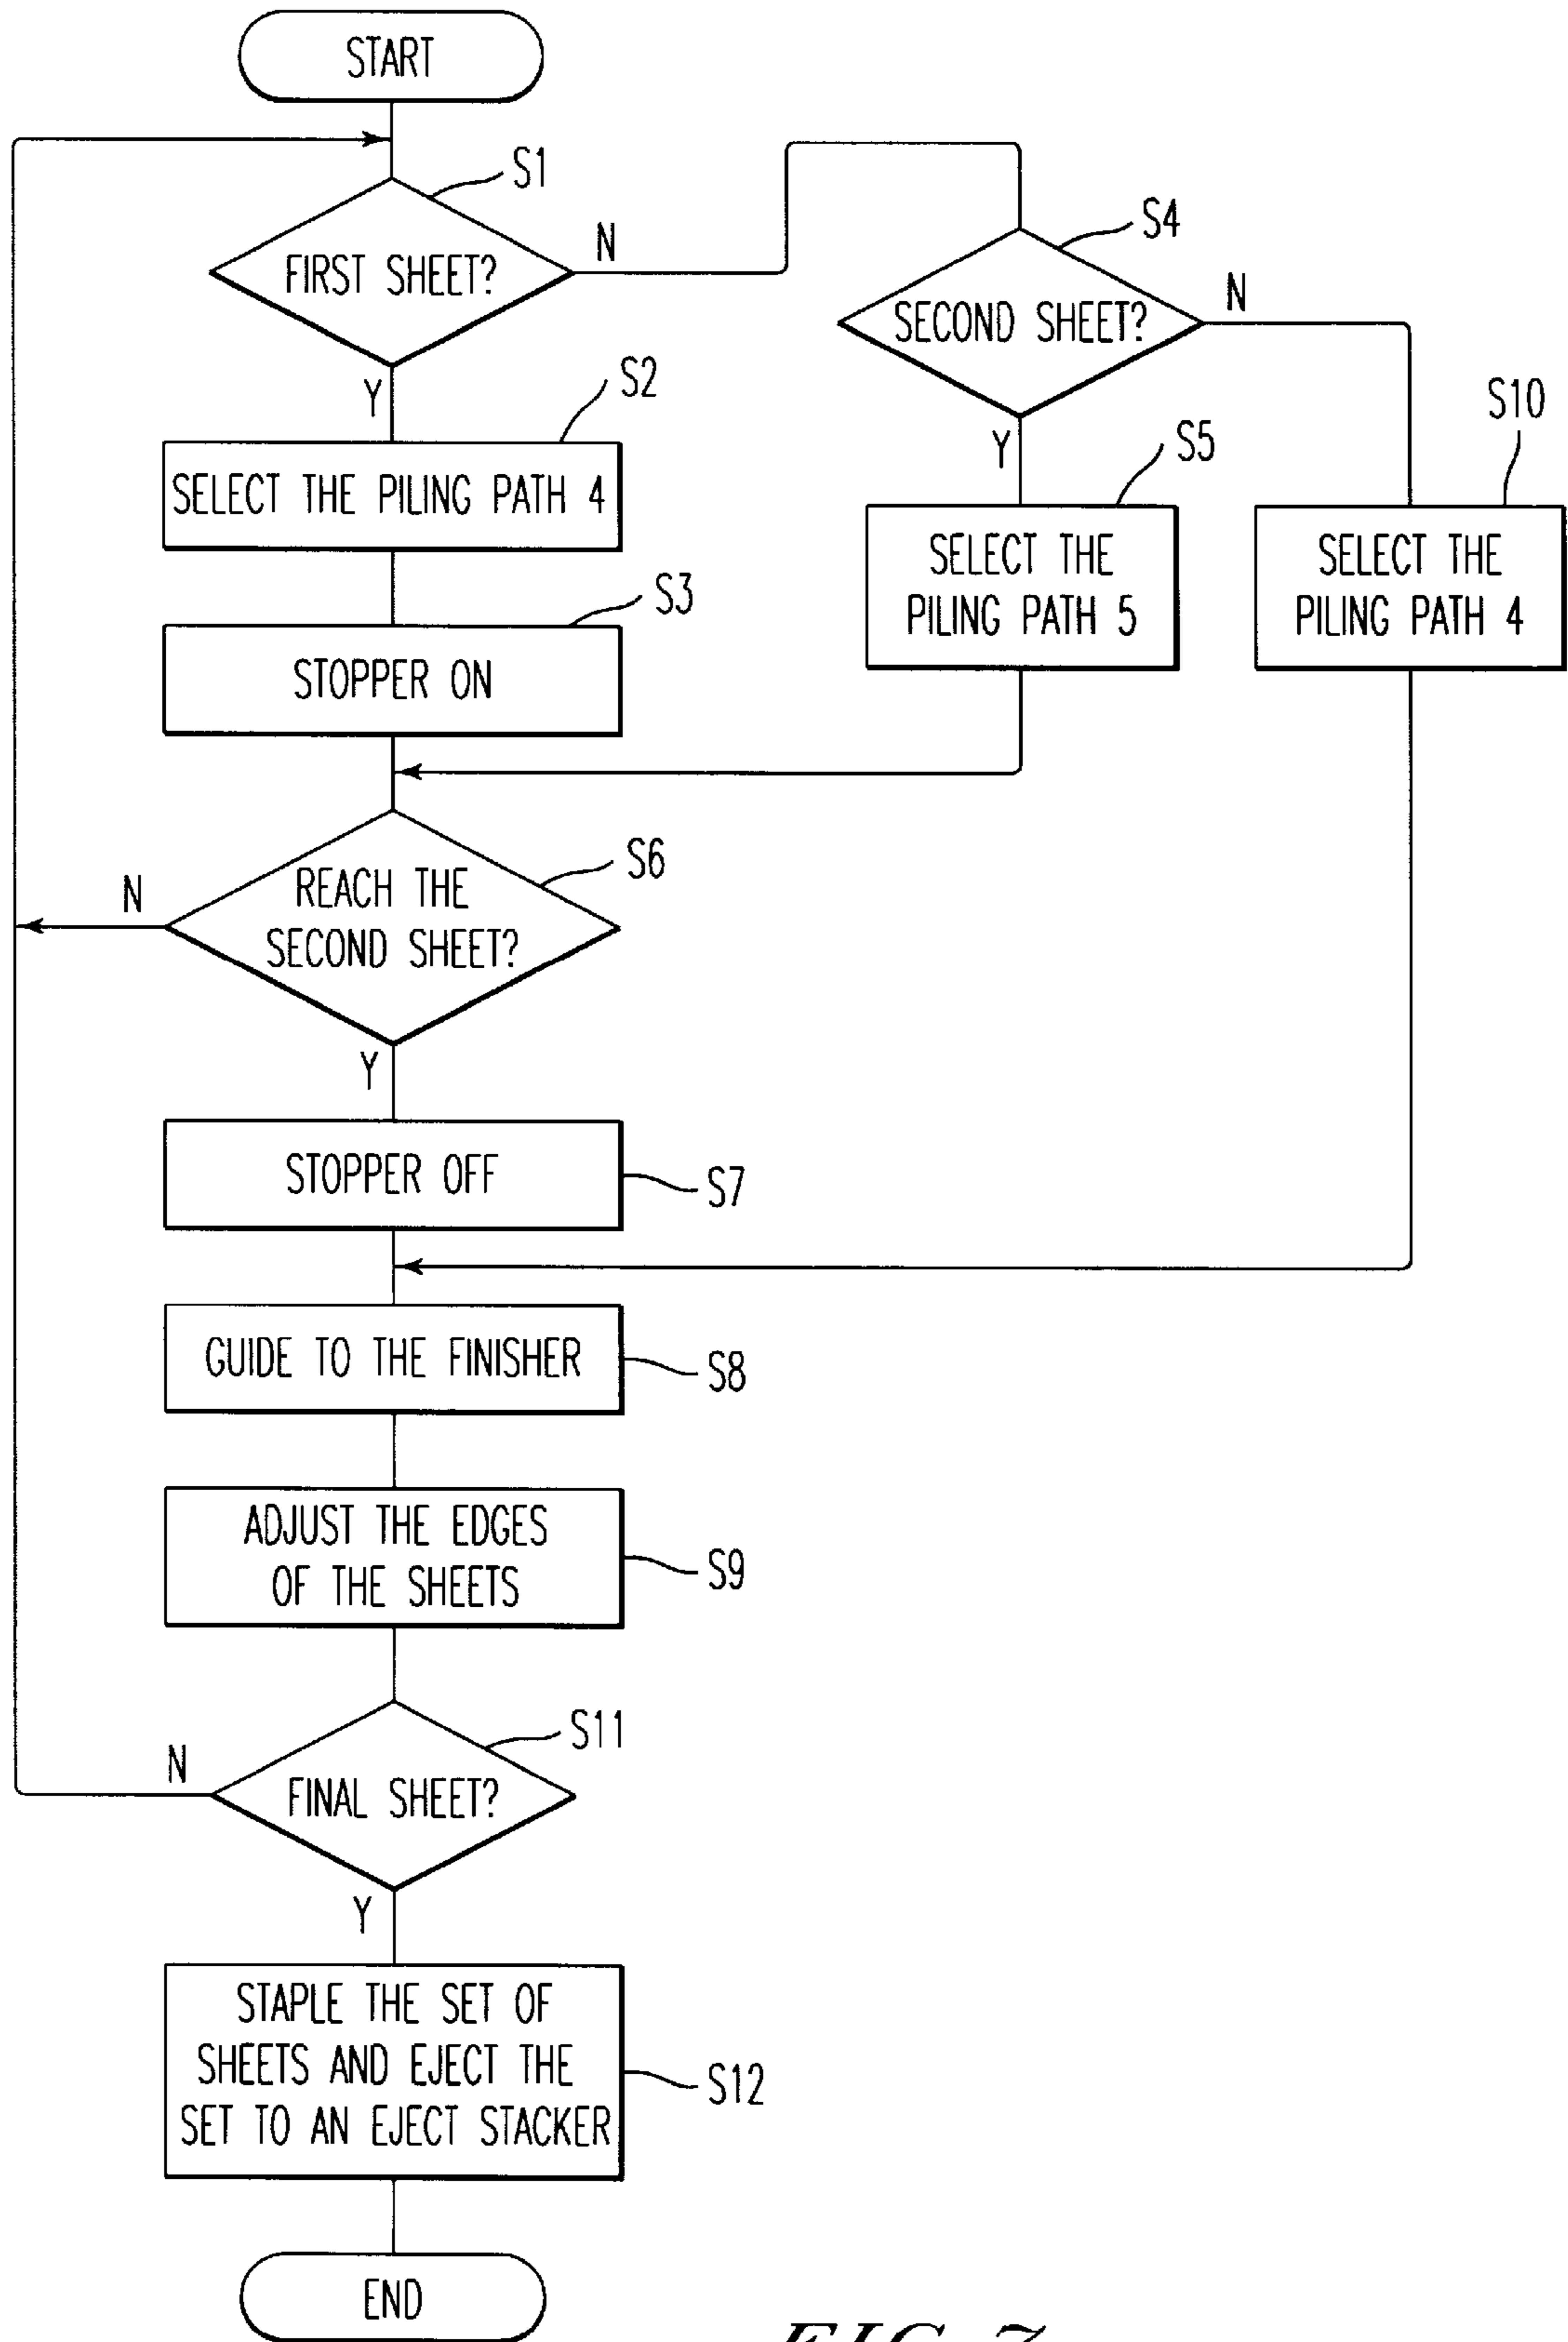 START
S1
FIRST SHEET?
N
Y
S2
SELECT THE PILING PATH 4
S3
STOPPER ON
S4
SECOND SHEET?
N
Y
S5
SELECT THE
PILING PATH 5
S10
SELECT THE
PILING PATH 4
S6
REACH THE
SECOND SHEET?
N
Y
STOPPER OFF
S7
GUIDE TO THE FINISHER
S8
ADJUST THE EDGES
OF THE SHEETS
S9
S11
FINAL SHEET?
N
Y
STAPLE THE SET OF
SHEETS AND EJECT THE
SET TO AN EJECT STACKER
S12
END
FIG. 7